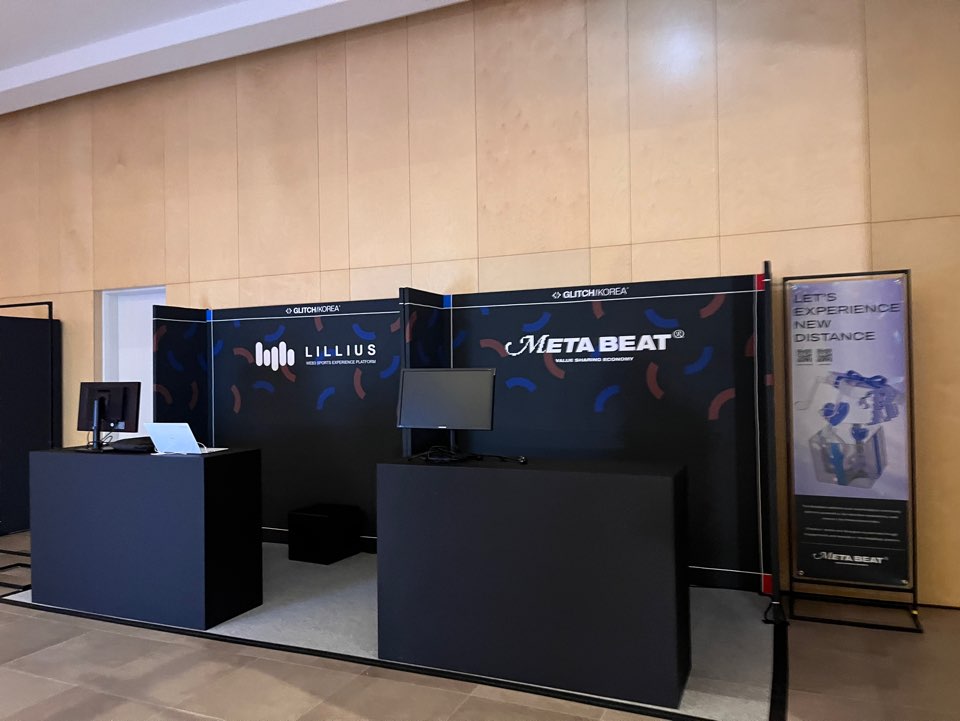 GLITCH/KOREA
LILLIUS
WEB3 SPORTS EXPERIENCE PLATFORM
GLITCH/KOREA
META BEAT®
VALUE SHARING ECONOMY
LET'S
EXPERIENCE
NEW
DISTANCE
META BEAT®